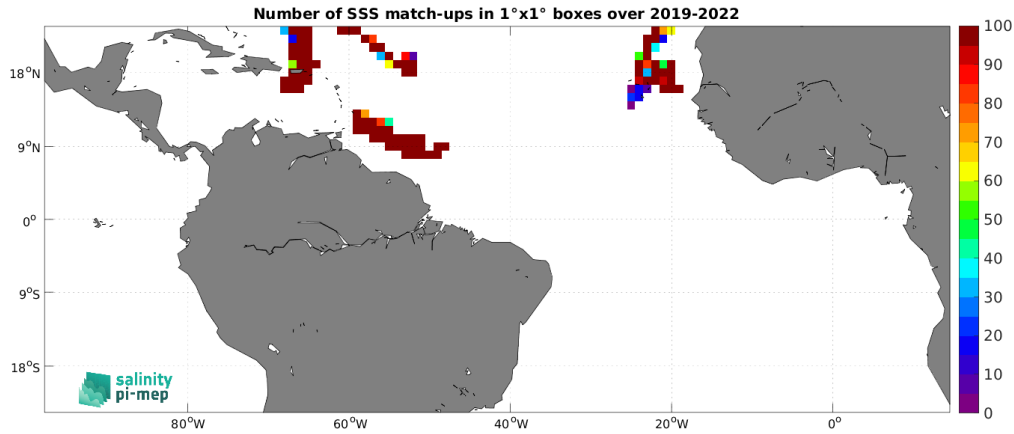 Number of SSS match-ups in 1°x1° boxes over 2019-2022
100
90
80
70
60
50
40
30
20
10
0
18°N
9°N
0°
9°S
18°S
salinity
pi-mep
80°W
60°W
40°W
20°W
0°